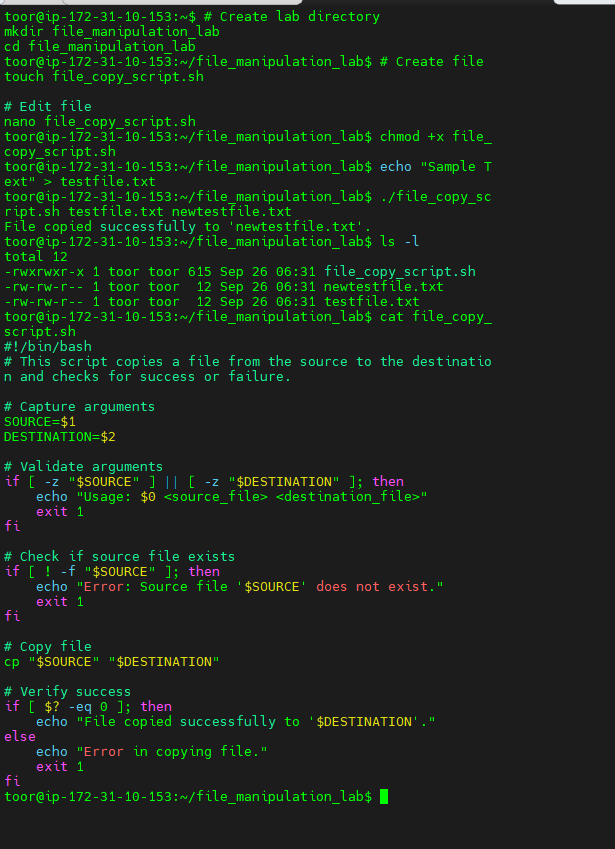 toor@ip-172-31-10-153:~$ # Create lab directory
mkdir file_manipulation_lab
cd file_manipulation_lab
toor@ip-172-31-10-153:~/file_manipulation_lab$ # Create file
touch file_copy_script.sh

# Edit file
nano file_copy_script.sh
toor@ip-172-31-10-153:~/file_manipulation_lab$ chmod +x file_
copy_script.sh
toor@ip-172-31-10-153:~/file_manipulation_lab$ echo "Sample T
ext" > testfile.txt
toor@ip-172-31-10-153:~/file_manipulation_lab$ ./file_copy_sc
ript.sh testfile.txt newtestfile.txt
File copied successfully to 'newtestfile.txt'.
toor@ip-172-31-10-153:~/file_manipulation_lab$ ls -l
total 12
-rwxrwxr-x 1 toor toor 615 Sep 26 06:31 file_copy_script.sh
-rw-rw-r-- 1 toor toor  12 Sep 26 06:31 newtestfile.txt
-rw-rw-r-- 1 toor toor  12 Sep 26 06:31 testfile.txt
toor@ip-172-31-10-153:~/file_manipulation_lab$ cat file_copy_
script.sh
#!/bin/bash
# This script copies a file from the source to the destinatio
n and checks for success or failure.

# Capture arguments
SOURCE=$1
DESTINATION=$2

# Validate arguments
if [ -z "$SOURCE" ] || [ -z "$DESTINATION" ]; then
    echo "Usage: $0 <source_file> <destination_file>"
    exit 1
fi

# Check if source file exists
if [ ! -f "$SOURCE" ]; then
    echo "Error: Source file '$SOURCE' does not exist."
    exit 1
fi

# Copy file
cp "$SOURCE" "$DESTINATION"

# Verify success
if [ $? -eq 0 ]; then
    echo "File copied successfully to '$DESTINATION'."
else
    echo "Error in copying file."
    exit 1
fi
toor@ip-172-31-10-153:~/file_manipulation_lab$